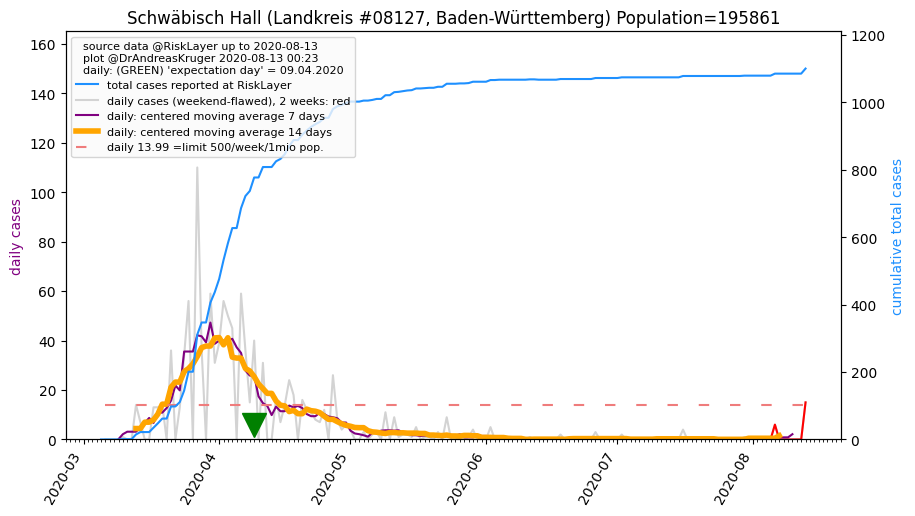 Schwäbisch Hall (Landkreis #08127, Baden-Württemberg) Population=195861
source data @RiskLayer up to 2020-08-13
plot @DrAndreasKruger 2020-08-13 00:23
daily: (GREEN) 'expectation day' = 09.04.2020
total cases reported at RiskLayer
daily cases (weekend-flawed), 2 weeks: red
daily: centered moving average 7 days
daily: centered moving average 14 days
daily 13.99 =limit 500/week/1mio pop.
daily cases
160
140
120
100
80
60
40
20
0
cumulative total cases
1200
1000
800
600
400
200
0
2020-03
2020-04
2020-05
2020-06
2020-07
2020-08